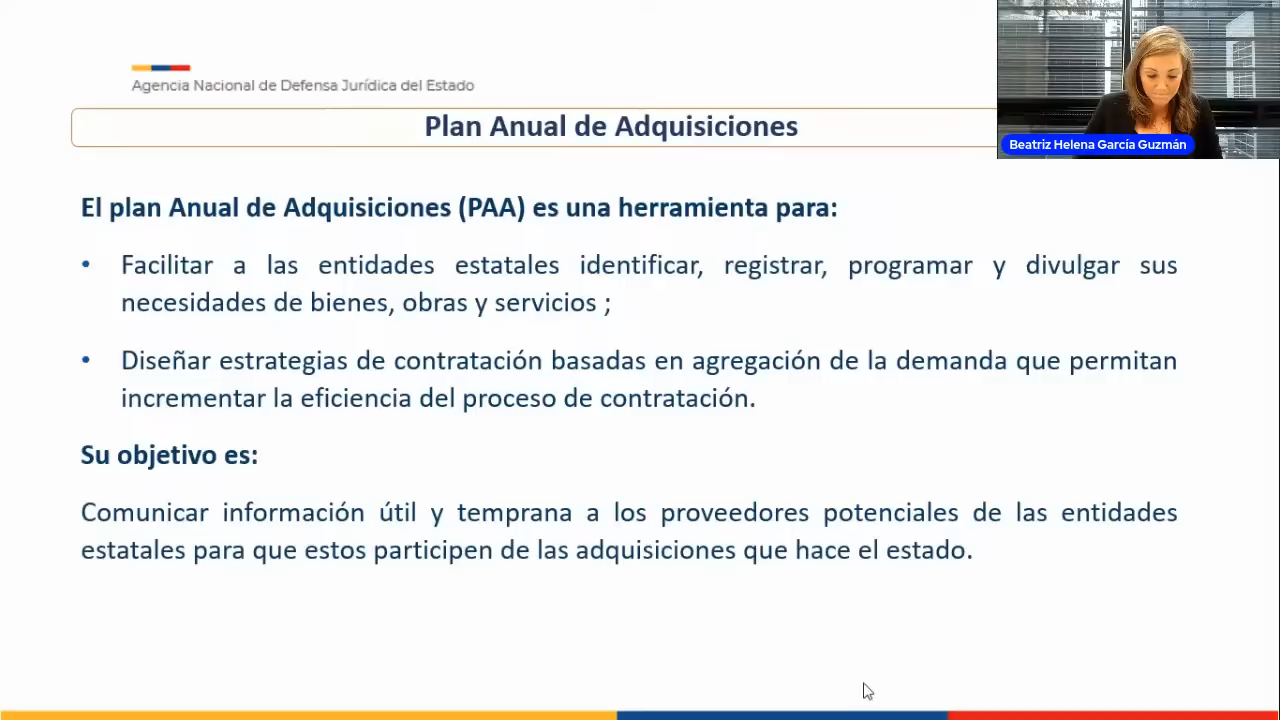 Agencia Nacional de Defensa Jurídica del Estado
Plan Anual de Adquisiciones
Beatriz Helena García Guzmán
El plan Anual de Adquisiciones (PAA) es una herramienta para:
• Facilitar a las entidades estatales identificar, registrar, programar y divulgar sus
necesidades de bienes, obras y servicios ;
• Diseñar estrategias de contratación basadas en agregación de la demanda que permitan
incrementar la eficiencia del proceso de contratación.
Su objetivo es:
Comunicar información útil y temprana a los proveedores potenciales de las entidades
estatales para que estos participen de las adquisiciones que hace el estado.